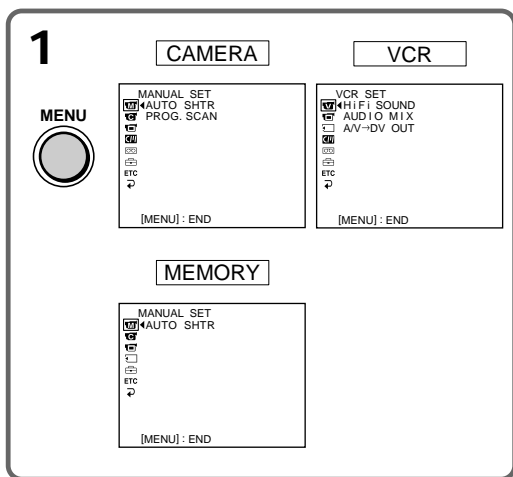 1
CAMERA
VCR
MENU
MANUAL SET
AUTO SHTR
PROG. SCAN
ETC
[MENU] : END
VCR SET
HiFi SOUND
AUDIO MIX
A/V→DV OUT
ETC
[MENU] : END
MEMORY
MANUAL SET
AUTO SHTR
ETC
[MENU] : END